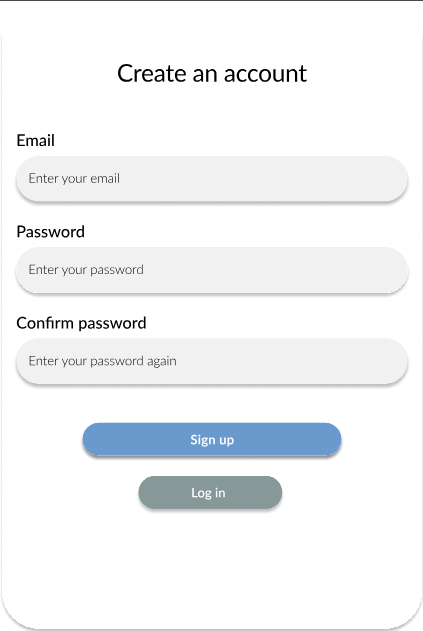 Create an account
Email
Enter your email
Password
Enter your password
Confirm password
Enter your password again
Sign up
Log in